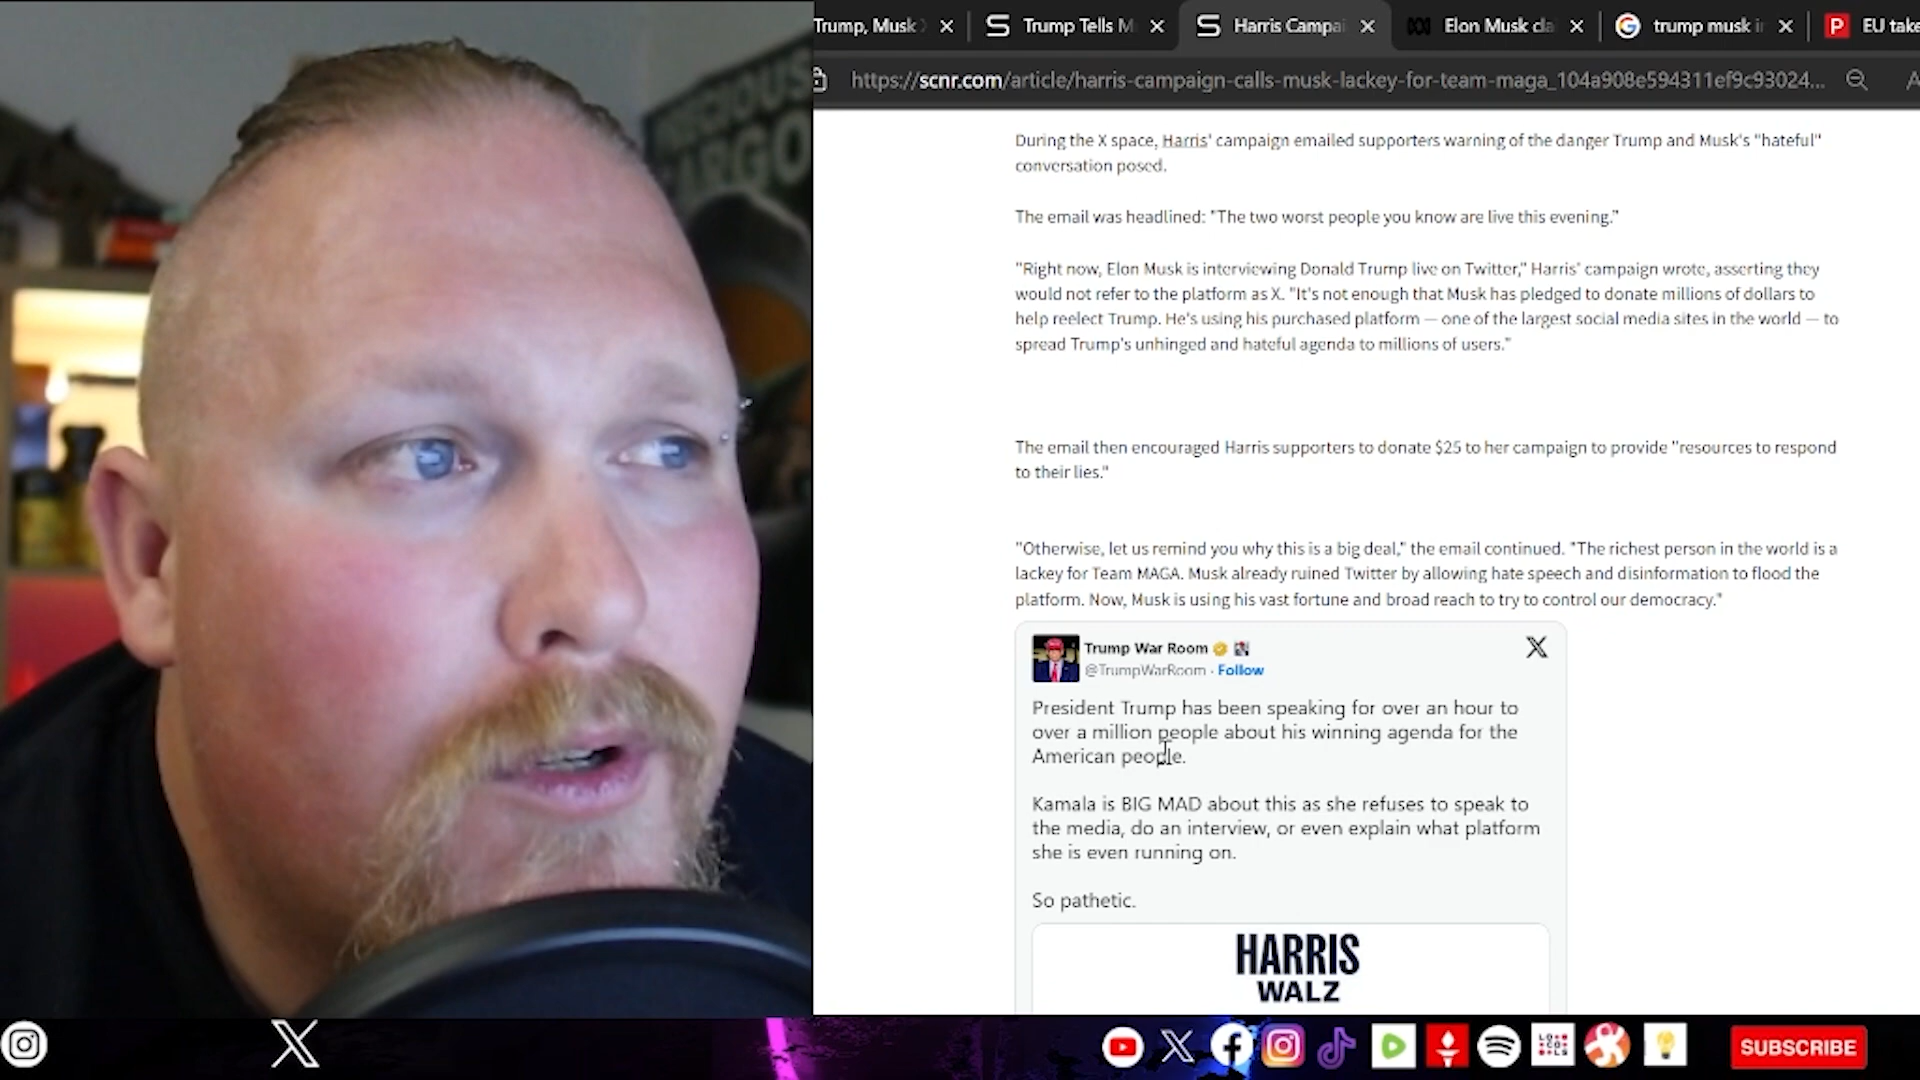 Trump, Musk
Trump Tells M
Harris Campai
Elon Musk cla
trump musk i
EU take
https://scnr.com/article/harris-campaign-calls-musk-lackey-for-team-maga_104a908e594311ef9c93024...
During the X space, Harris' campaign emailed supporters warning of the danger Trump and Musk's "hateful"
conversation posed.
The email was headlined: "The two worst people you know are live this evening."
"Right now, Elon Musk is interviewing Donald Trump live on Twitter," Harris' campaign wrote, asserting they
would not refer to the platform as X. "It's not enough that Musk has pledged to donate millions of dollars to
help reelect Trump. He's using his purchased platform — one of the largest social media sites in the world — to
spread Trump's unhinged and hateful agenda to millions of users."
The email then encouraged Harris supporters to donate $25 to her campaign to provide "resources to respond
to their lies."
"Otherwise, let us remind you why this is a big deal," the email continued. "The richest person in the world is a
lackey for Team MAGA. Musk already ruined Twitter by allowing hate speech and disinformation to flood the
platform. Now, Musk is using his vast fortune and broad reach to try to control our democracy."
Trump War Room
@TrumpWarRoom · Follow
President Trump has been speaking for over an hour to
over a million people about his winning agenda for the
American people.
Kamala is BIG MAD about this as she refuses to speak to
the media, do an interview, or even explain what platform
she is even running on.
So pathetic.
HARRIS
WALZ
SUBSCRIBE